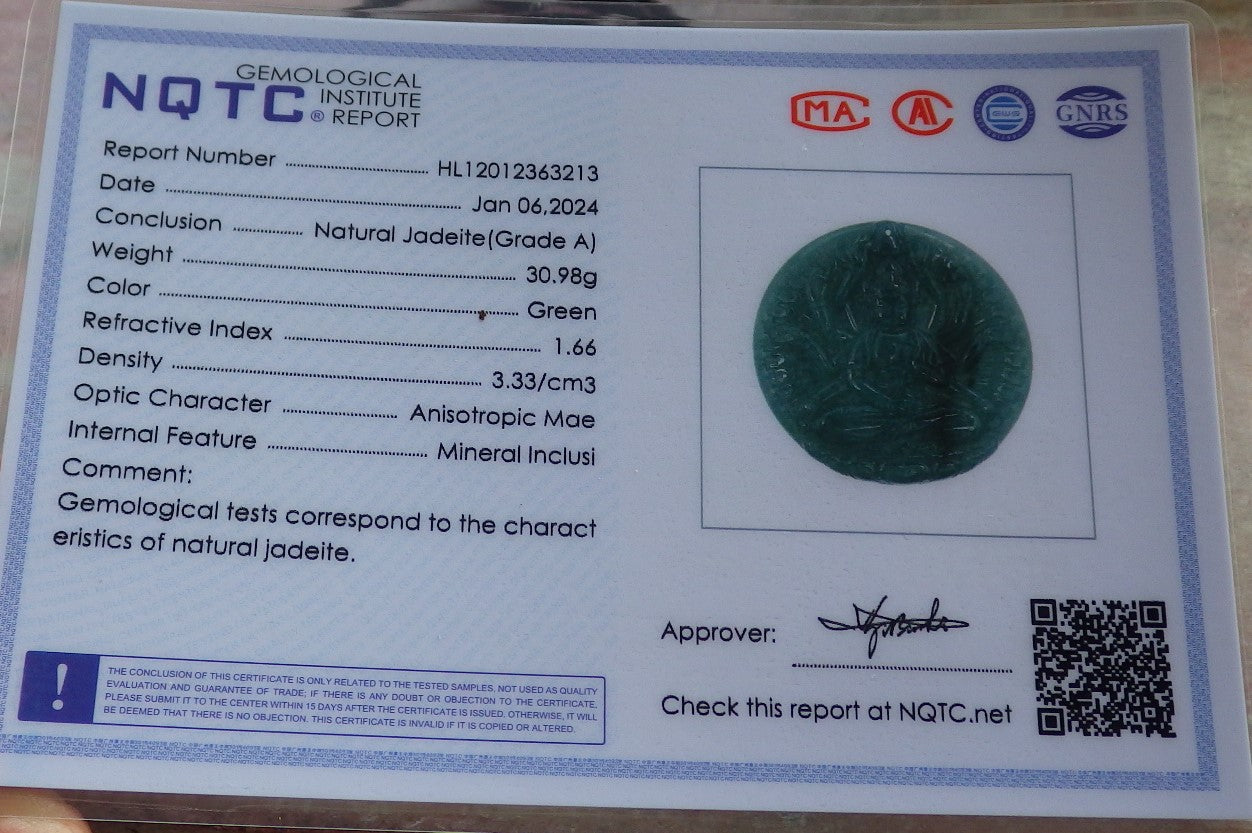 NQTC® GEMOLOGICAL
INSTITUTE
REPORT
MA
AL
GNRS
Report Number HL12012363213
Date Jan 06,2024
Conclusion Natural Jadeite(Grade A)
Weight 30.98g
Color Green
Refractive Index 1.66
Density 3.33/cm3
Optic Character Anisotropic Mae
Internal Feature Mineral Inclusi
Comment:
Gemological tests correspond to the charact
eristics of natural jadeite.
! THE CONCLUSION OF THIS CERTIFICATE IS ONLY RELATED TO THE TESTED SAMPLES, NOT USED AS QUALITY
EVALUATION AND GUARANTEE OF TRADE; IF THERE IS ANY DOUBT OR OBJECTION TO THE CERTIFICATE,
PLEASE SUBMIT IT TO THE CENTER WITHIN 15 DAYS AFTER THE CERTIFICATE IS ISSUED. OTHERWISE, IT WILL
BE DEEMED THAT THERE IS NO OBJECTION. THIS CERTIFICATE IS INVALID IF IT IS COPIED OR ALTERED.
Approver:
Check this report at NQTC.net